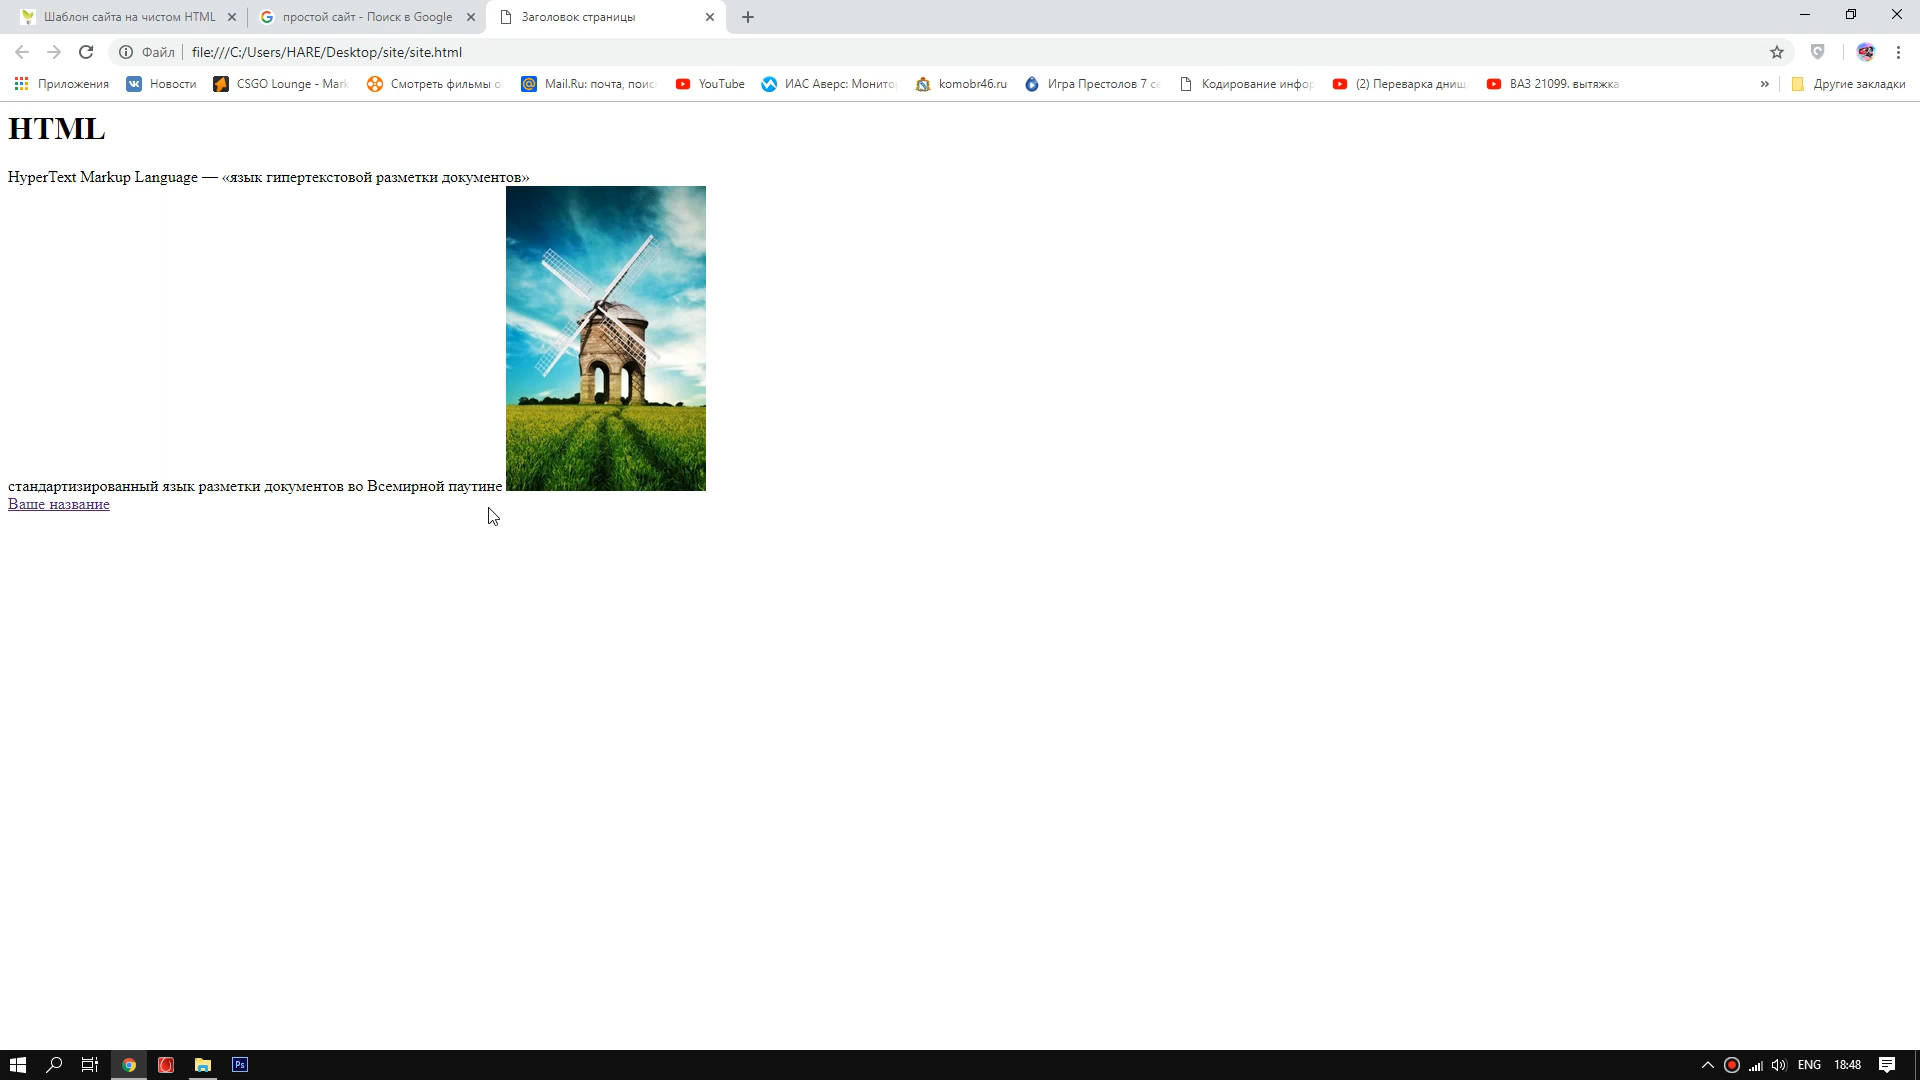 Шаблон сайта на чистом HTML
простой сайт - Поиск в Google
Заголовок страницы
Файл
file:///C:/Users/HARE/Desktop/site/site.html
Приложения
Новости
CSGO Lounge - Mark
Смотреть фильмы о
Mail.Ru: почта, поис
YouTube
ИАС Аверс: Монито
komobr46.ru
Игра Престолов 7 се
Кодирование инфор
(2) Переварка днищ
ВАЗ 21099. вытяжка
»
Другие закладки
HTML
HyperText Markup Language — «язык гипертекстовой разметки документов»
стандартизированный язык разметки документов во Всемирной паутине
Ваше название
Ps
ENG
18:48